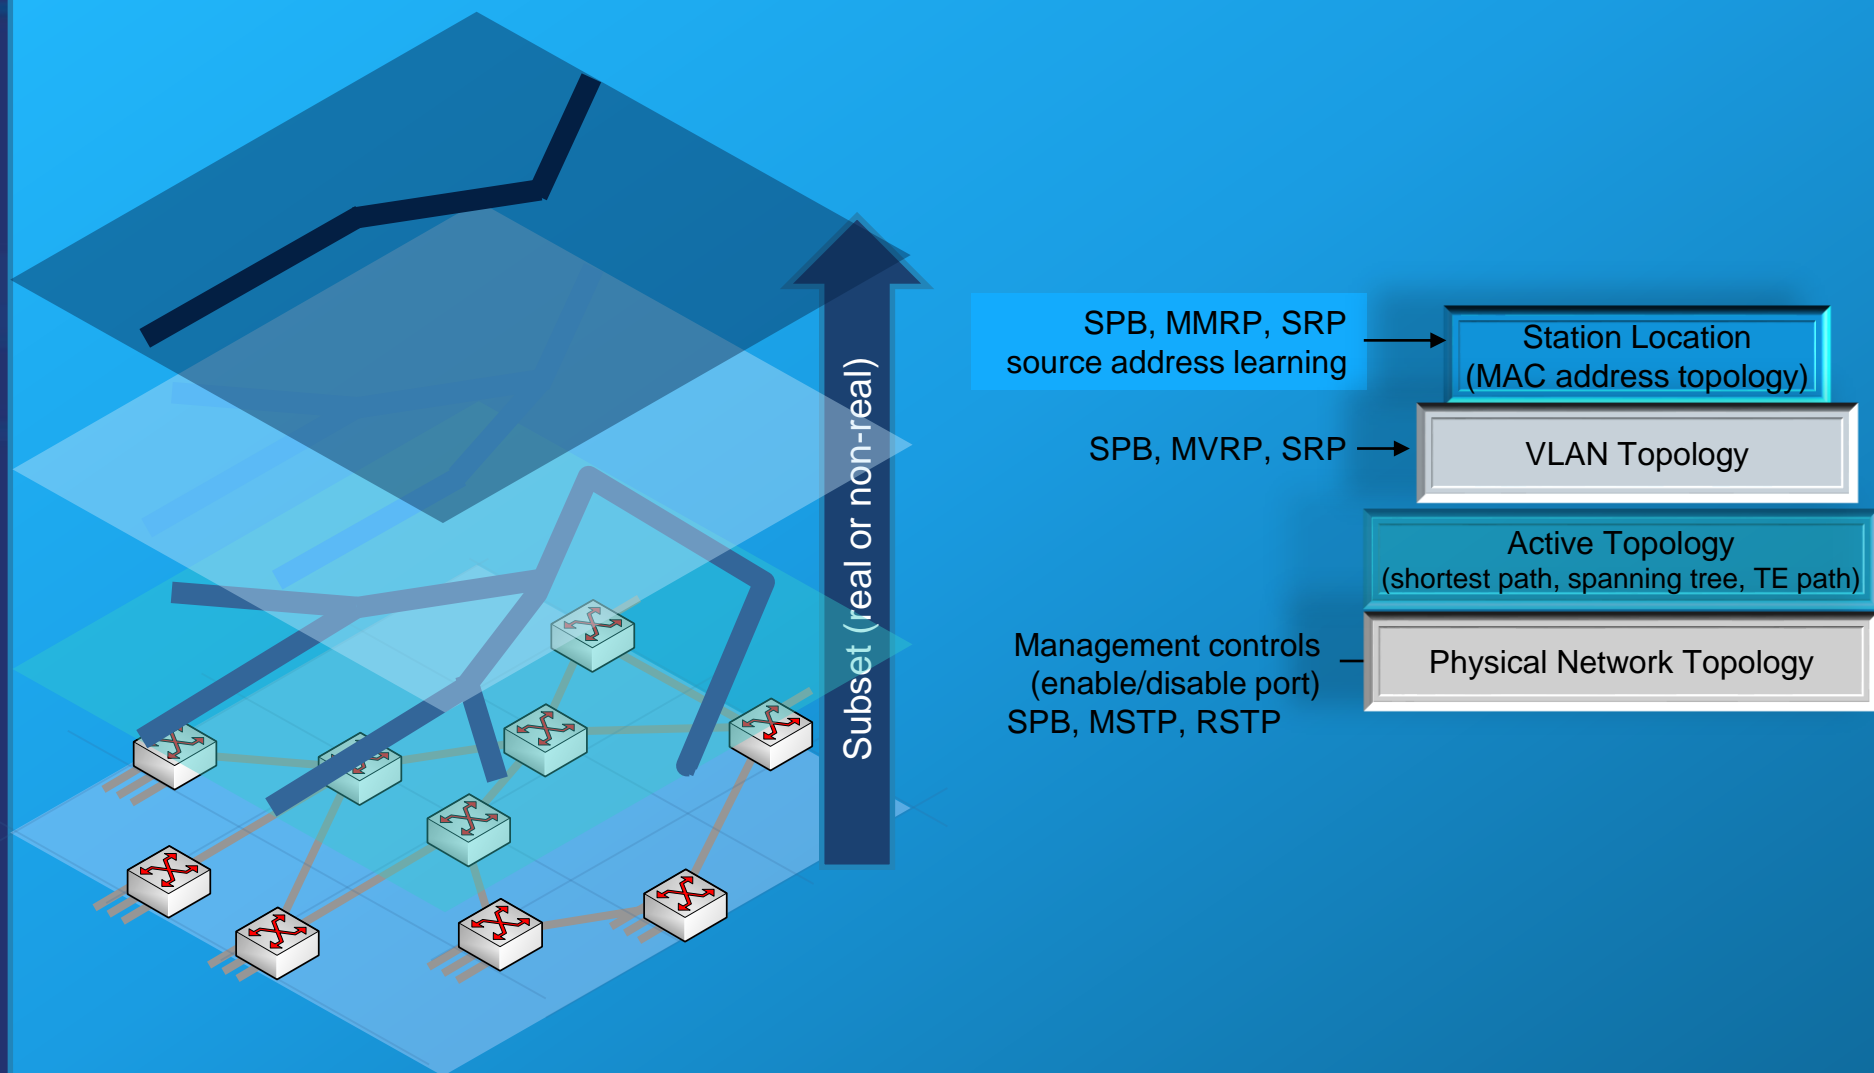 Subset (real or non-real)
SPB, MMRP, SRP
source address learning
Station Location
(MAC address topology)
SPB, MVRP, SRP
VLAN Topology
Active Topology
(shortest path, spanning tree, TE path)
Management controls
(enable/disable port)
SPB, MSTP, RSTP
Physical Network Topology